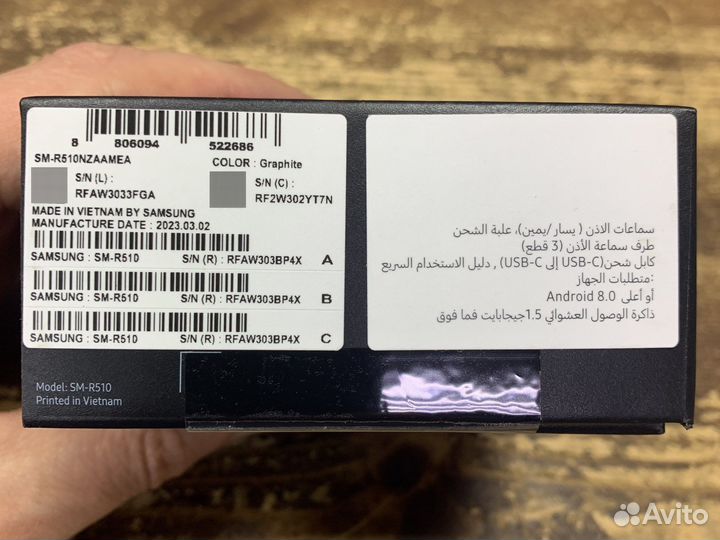 8 806094 522686
SM-R510NZAAMEA COLOR : Graphite
S/N (L) : S/N (C) :
RFAW3033FGA RF2W302YT7N
MADE IN VIETNAM BY SAMSUNG
MANUFACTURE DATE : 2023.03.02
SAMSUNG : SM-R510 S/N (R) : RFAW303BP4X A
SAMSUNG : SM-R510 S/N (R) : RFAW303BP4X B
SAMSUNG : SM-R510 S/N (R) : RFAW303BP4X C
Model: SM-R510
Printed in Vietnam
سماعات الاذن ( يسار /يمين)، علبة الشحن
طرف سماعة الأذن (3 قطع)
كابل شحن(USB-C إلى USB-C) , دليل الاستخدام السريع
متطلبات الجهاز:
Android 8.0 أو أعلى
ذاكرة الوصول العشوائي 1.5جيجابايت فما فوق
Avito